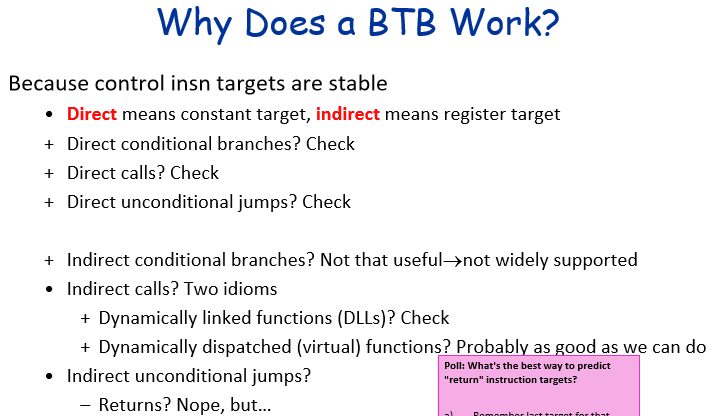 Why Does a BTB Work?
Because control insn targets are stable
• Direct means constant target, indirect means register target
+ Direct conditional branches? Check
+ Direct calls? Check
+ Direct unconditional jumps? Check
+ Indirect conditional branches? Not that useful→not widely supported
• Indirect calls? Two idioms
+ Dynamically linked functions (DLLs)? Check
+ Dynamically dispatched (virtual) functions? Probably as good as we can do
• Indirect unconditional jumps?
– Returns? Nope, but…
Poll: What's the best way to predict
"return" instruction targets?
a) Remember last target for that